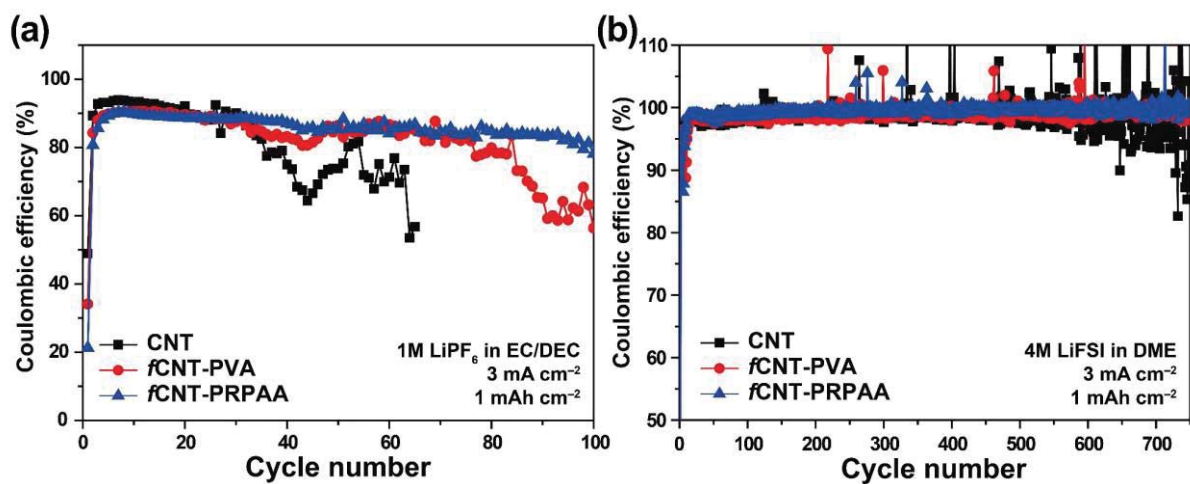 (a)
Coulombic efficiency (%)
100
80
60
40
20
0
CNT
fCNT-PVA
fCNT-PRPAA
1M LiPF₆ in EC/DEC
3 mA cm⁻²
1 mAh cm⁻²
0 20 40 60 80 100
Cycle number
(b)
Coulombic efficiency (%)
110
100
90
80
70
60
50
CNT
fCNT-PVA
fCNT-PRPAA
4M LiFSI in DME
3 mA cm⁻²
1 mAh cm⁻²
0 100 200 300 400 500 600 700
Cycle number